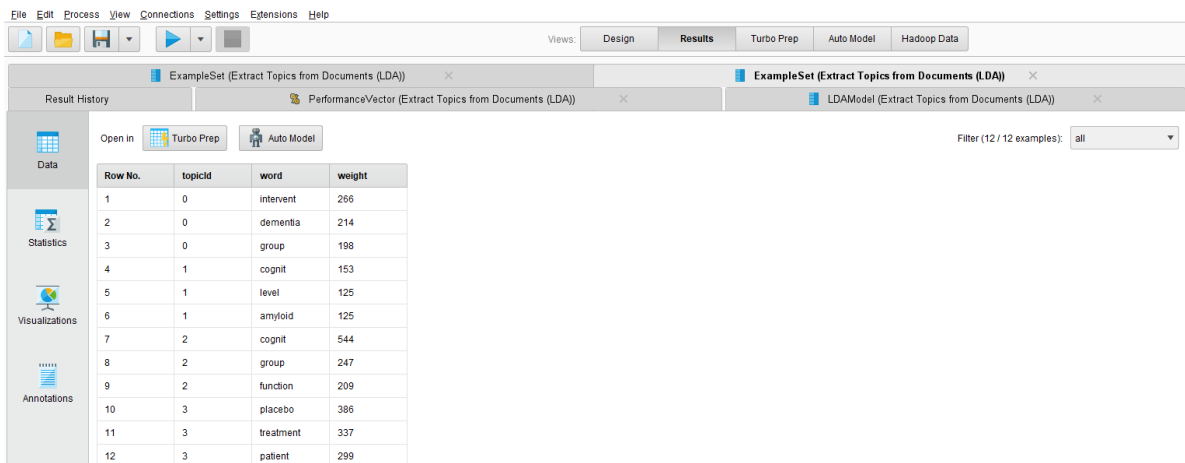 File Edit Process View Connections Settings Extensions Help
Views: Design Results Turbo Prep Auto Model Hadoop Data
ExampleSet (Extract Topics from Documents (LDA)) ExampleSet (Extract Topics from Documents (LDA))
Result History PerformanceVector (Extract Topics from Documents (LDA)) LDAModel (Extract Topics from Documents (LDA))
Open in Turbo Prep Auto Model Filter (12 / 12 examples): all
Data
Statistics
Visualizations
Annotations
Row No. topicId word weight
1 0 intervent 266
2 0 dementia 214
3 0 group 198
4 1 cognit 153
5 1 level 125
6 1 amyloid 125
7 2 cognit 544
8 2 group 247
9 2 function 209
10 3 placebo 386
11 3 treatment 337
12 3 patient 299